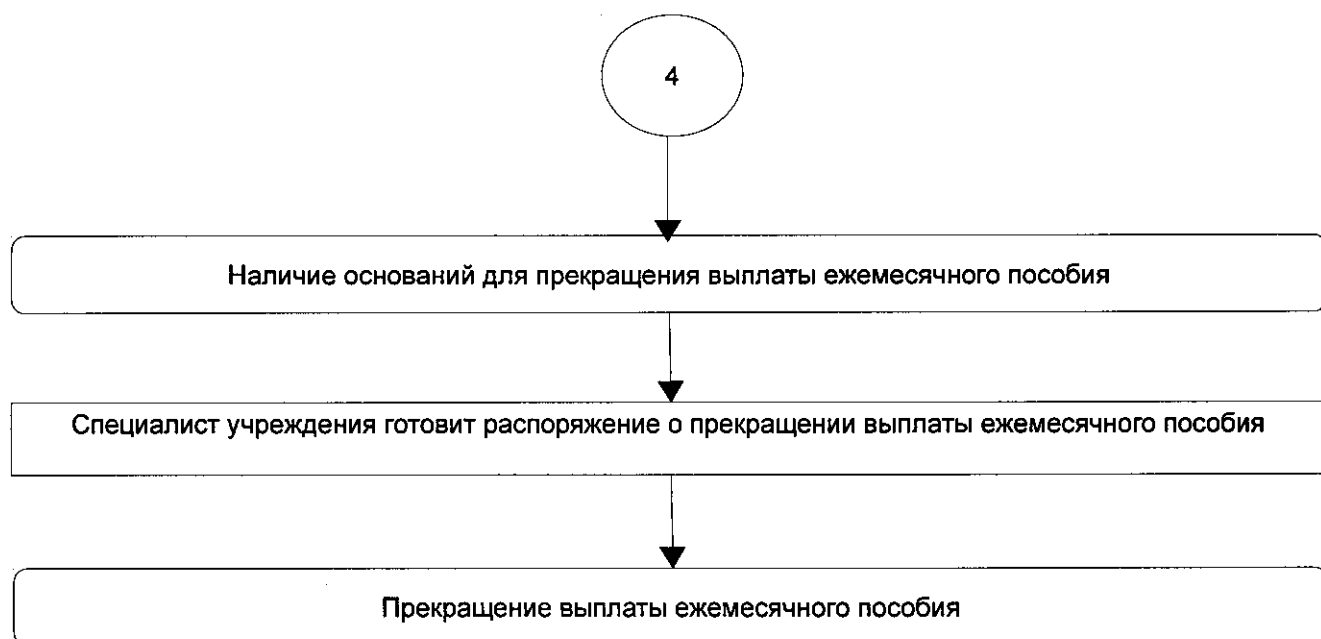 4
Наличие оснований для прекращения выплаты ежемесячного пособия
Специалист учреждения готовит распоряжение о прекращении выплаты ежемесячного пособия
Прекращение выплаты ежемесячного пособия